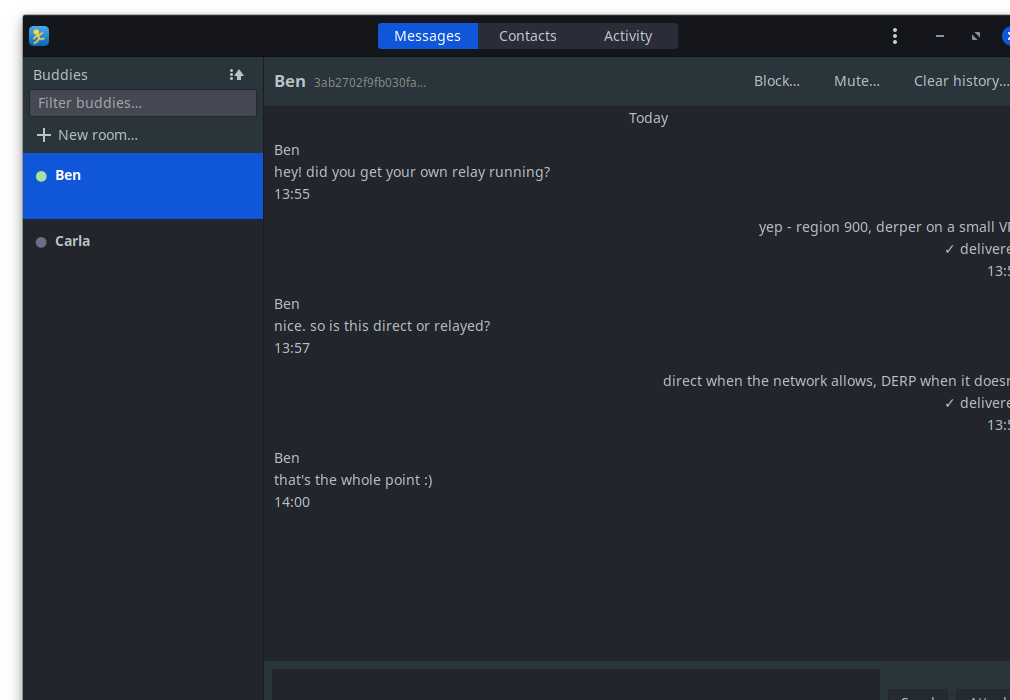 Messages Contacts Activity
Buddies
Filter buddies...
New room...
Ben
Carla
Ben 3ab2702f9fb030fa... Block... Mute... Clear history...
Today
Ben
hey! did you get your own relay running?
13:55
yep - region 900, derper on a small
✓
Ben
nice. so is this direct or relayed?
13:57
direct when the network allows, DERP when it
✓
Ben
that's the whole point :)
14:00